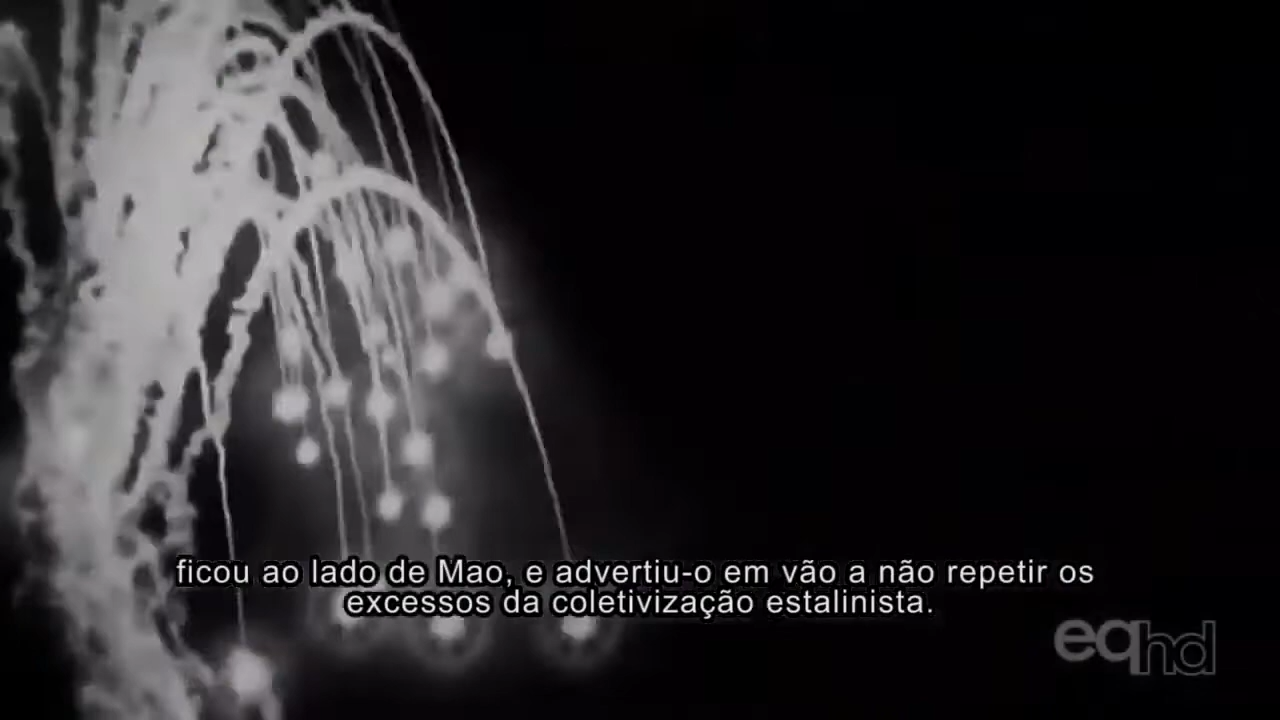 ficou ao lado de Mao, e advertiu-o em vão a não repetir os
excessos da coletivização estalinista.
eqhd